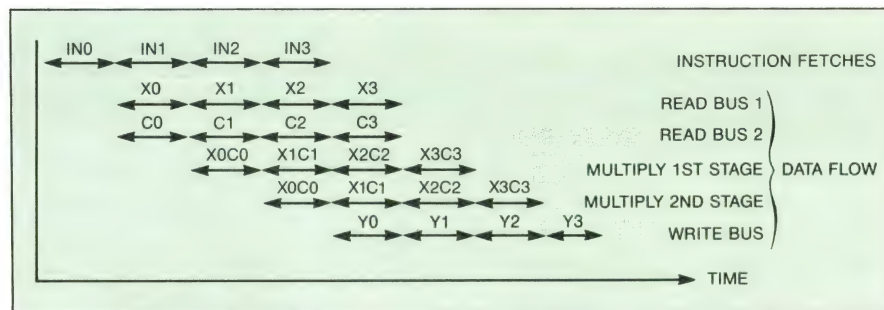 IN0 IN1 IN2 IN3 INSTRUCTION FETCHES
X0 X1 X2 X3 READ BUS 1
C0 C1 C2 C3 READ BUS 2
X0C0 X1C1 X2C2 X3C3 MULTIPLY 1ST STAGE DATA FLOW
X0C0 X1C1 X2C2 X3C3 MULTIPLY 2ND STAGE
Y0 Y1 Y2 Y3 WRITE BUS
TIME